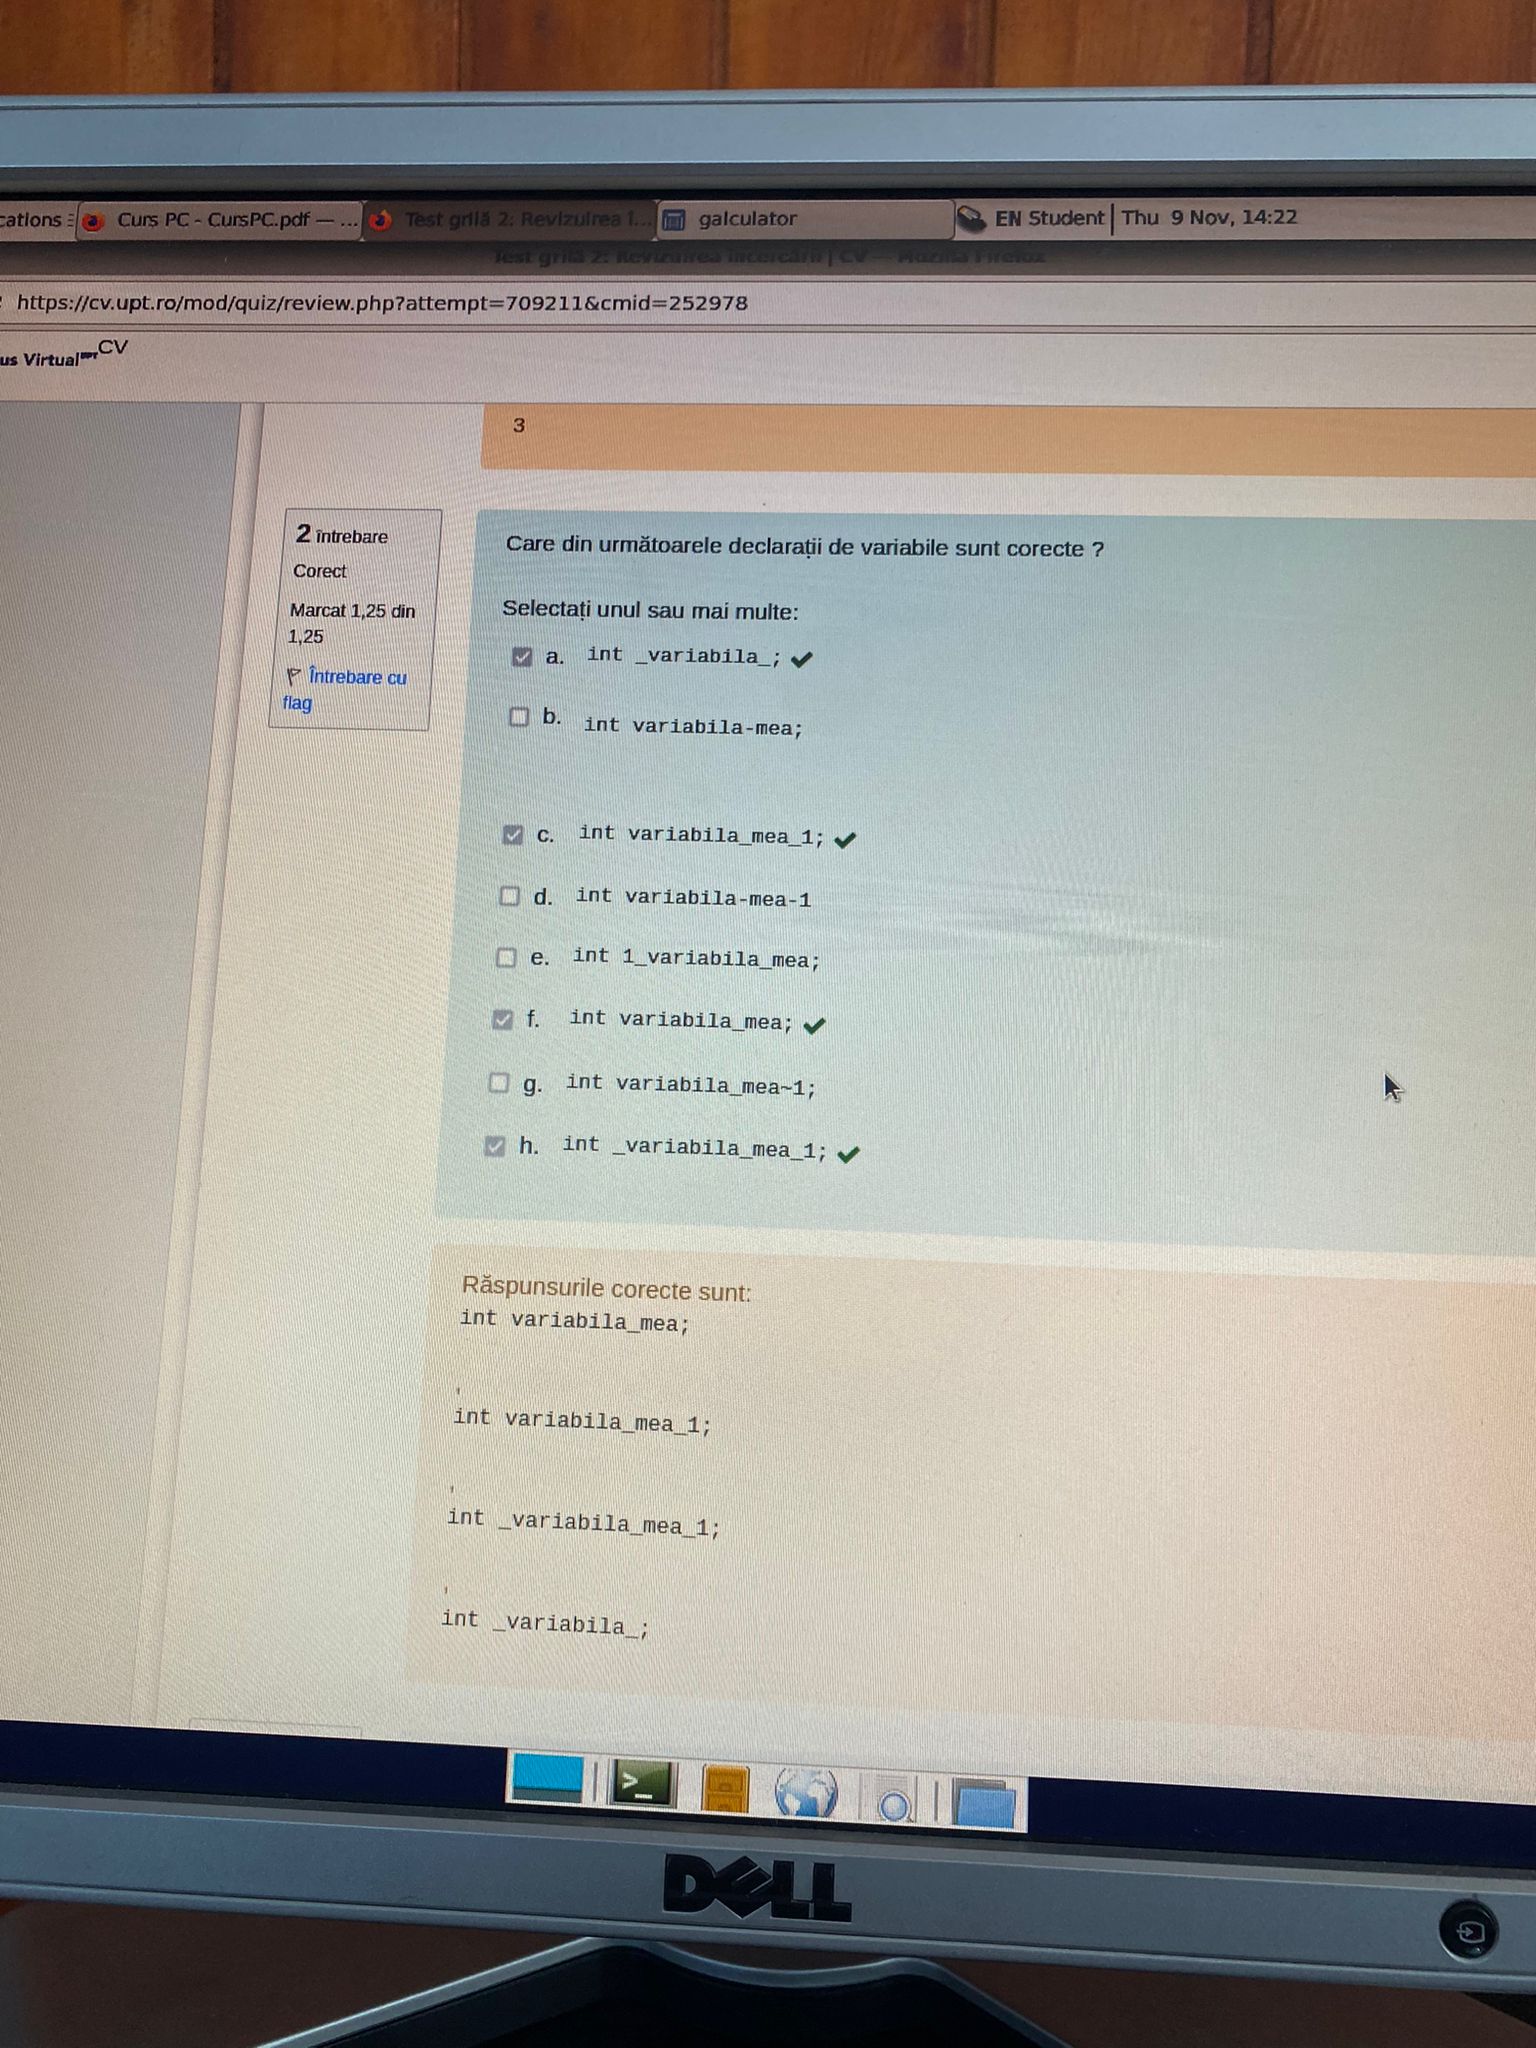 cations
Curs PC - CursPC.pdf — ...
Test grilă 2: Revizuirea î...
galculator
EN Student
Thu 9 Nov, 14:22
Test grilă 2: Revizuirea încercării | CV — Mozilla Firefox
https://cv.upt.ro/mod/quiz/review.php?attempt=709211&cmid=252978
us Virtual UPT CV
3
2 întrebare
Corect
Marcat 1,25 din
1,25
Întrebare cu
flag
Care din următoarele declarații de variabile sunt corecte ?
Selectați unul sau mai multe:
a. int _variabila_;
b. int variabila-mea;
c. int variabila_mea_1;
d. int variabila-mea-1
e. int 1_variabila_mea;
f. int variabila_mea;
g. int variabila_mea~1;
h. int _variabila_mea_1;
Răspunsurile corecte sunt:
int variabila_mea;
,
int variabila_mea_1;
,
int _variabila_mea_1;
,
int _variabila_;
DELL